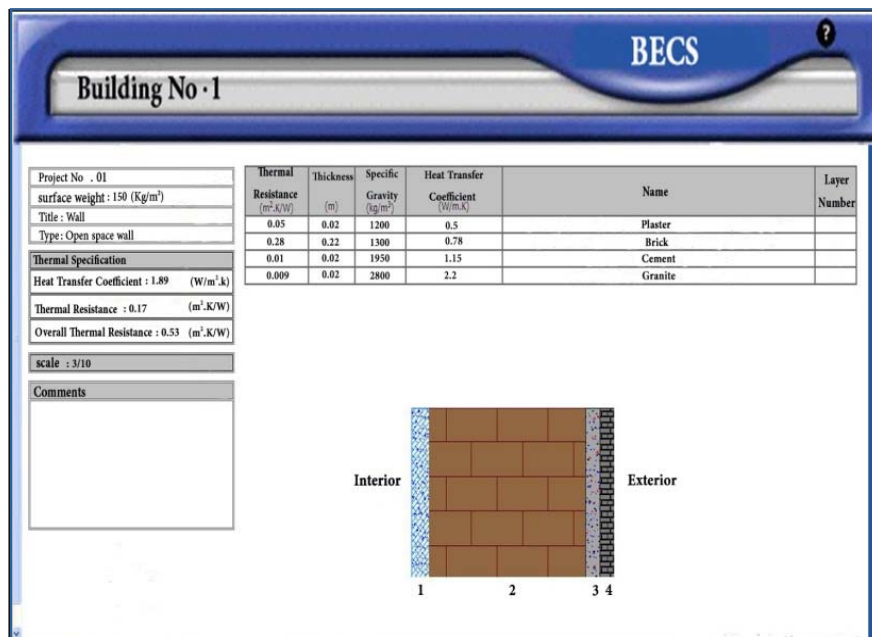 BECS
?
Building No · 1
Project No . 01
surface weight : 150 (Kg/m²)
Title : Wall
Type: Open space wall
Thermal Specification
Heat Transfer Coefficient : 1.89 (W/m².k)
Thermal Resistance : 0.17 (m².K/W)
Overall Thermal Resistance : 0.53 (m².K/W)
scale : 3/10
Comments
Thermal Resistance (m².K/W) Thickness (m) Specific Gravity (kg/m³) Heat Transfer Coefficient (W/m.K) Name Layer Number
0.05 0.02 1200 0.5 Plaster
0.28 0.22 1300 0.78 Brick
0.01 0.02 1950 1.15 Cement
0.009 0.02 2800 2.2 Granite
Interior Exterior
1 2 3 4